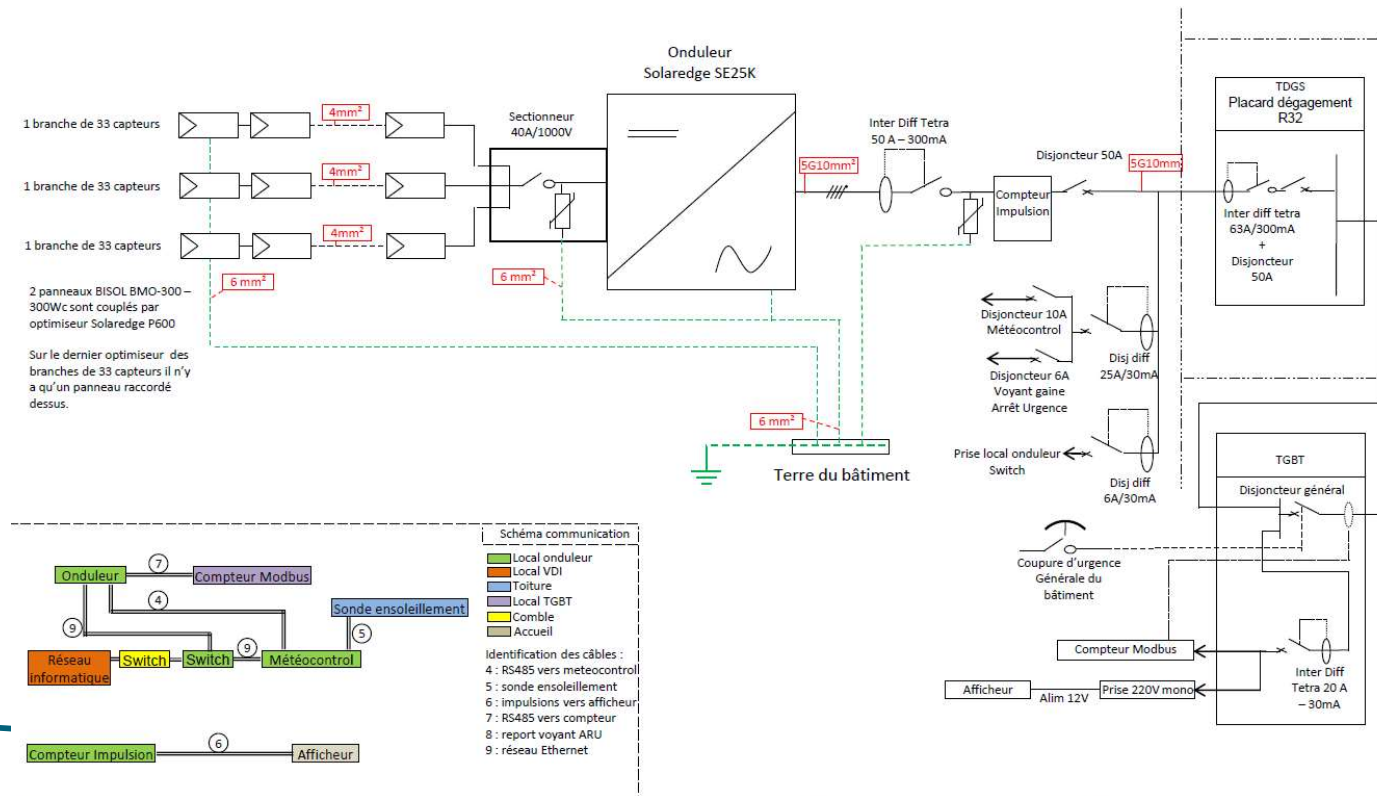 Onduleur
Solaredge SE25K
1 branche de 33 capteurs
4mm²
1 branche de 33 capteurs
4mm²
1 branche de 33 capteurs
4mm²
6 mm²
2 panneaux BISOL BMO-300 –
300Wc sont couplés par
optimiseur Solaredge P600
Sur le dernier optimiseur des
branches de 33 capteurs il n’y
a qu’un panneau raccordé
dessus.
Sectionneur
40A/1000V
6 mm²
5G10mm²
Inter Diff Tetra
50 A – 300mA
Compteur
Impulsion
Disjoncteur 50A
5G10mm
TDGS
Placard dégagement
R32
Inter diff tetra
63A/300mA
+
Disjoncteur
50A
Disjoncteur 10A
Météocontrol
Disjoncteur 6A
Voyant gaine
Arrêt Urgence
Disj diff
25A/30mA
Prise local onduleur
Switch
Disj diff
6A/30mA
6 mm²
Terre du bâtiment
TGBT
Disjoncteur général
Coupure d’urgence
Générale du
bâtiment
Compteur Modbus
Afficheur
Alim 12V
Prise 220V mono
Inter Diff
Tetra 20 A
– 30mA
Schéma communication
Local onduleur
Local VDI
Toiture
Local TGBT
Comble
Accueil
Identification des câbles :
4 : RS485 vers meteocontrol
5 : sonde ensoleillement
6 : impulsions vers afficheur
7 : RS485 vers compteur
8 : report voyant ARU
9 : réseau Ethernet
Onduleur
7
Compteur Modbus
4
Sonde ensoleillement
9
5
Réseau
informatique
Switch
Switch
9
Météocontrol
Compteur Impulsion
6
Afficheur